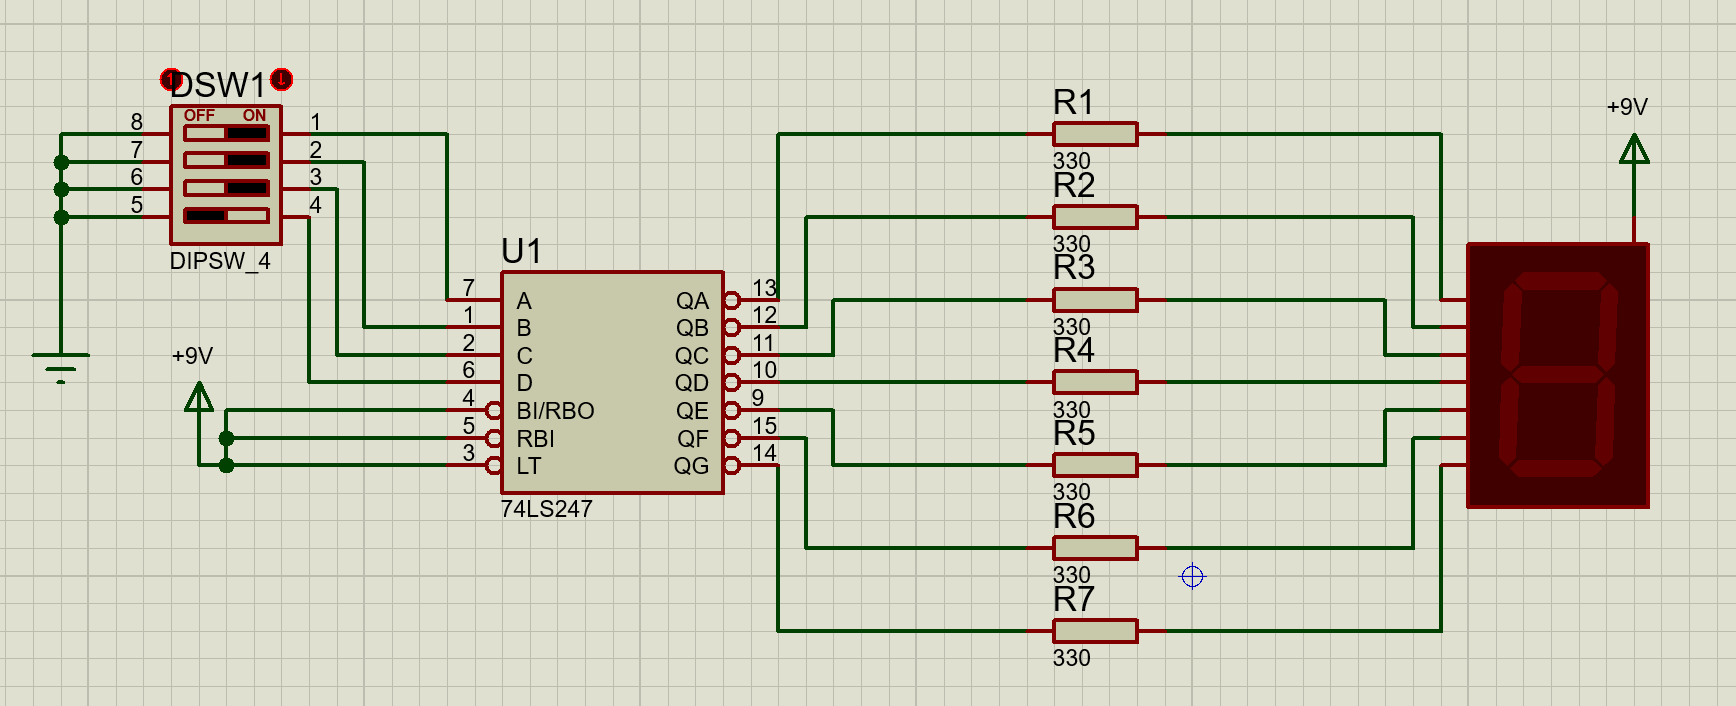 DSW1
OFF ON
8 1
7 2
6 3
5 4
DIPSW_4
+9V
U1
7 A QA 13
1 B QB 12
2 C QC 11
6 D QD 10
4 BI/RBO QE 9
5 RBI QF 15
3 LT QG 14
74LS247
R1
330
R2
330
R3
330
R4
330
R5
330
R6
330
R7
330
+9V